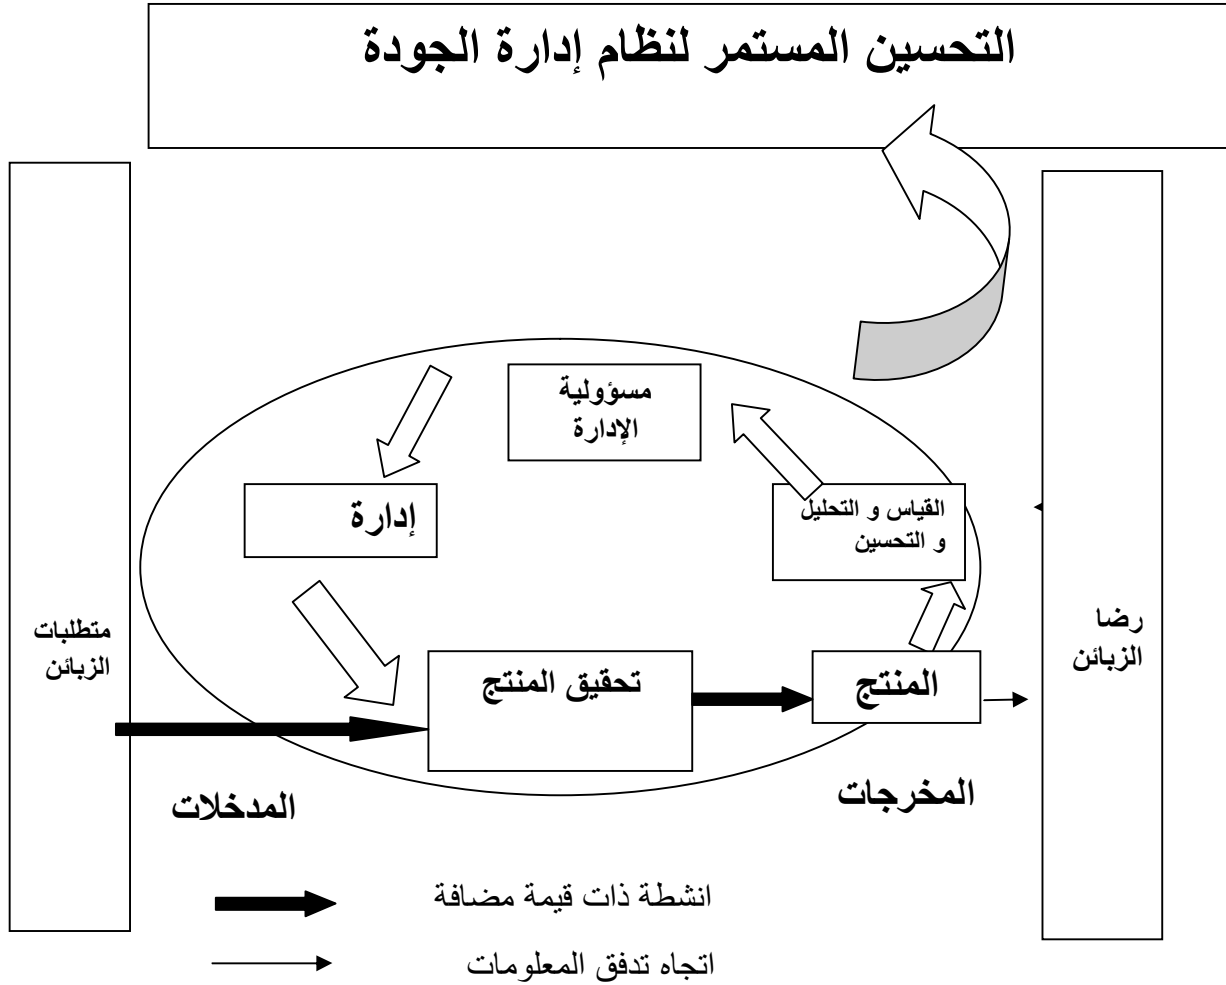 التحسين المستمر لنظام إدارة الجودة
مسؤولية
الإدارة
إدارة
القياس و التحليل
و التحسين
متطلبات
الزبائن
رضا
الزبائن
تحقيق المنتج
المنتج
المدخلات
المخرجات
انشطة ذات قيمة مضافة
اتجاه تدفق المعلومات